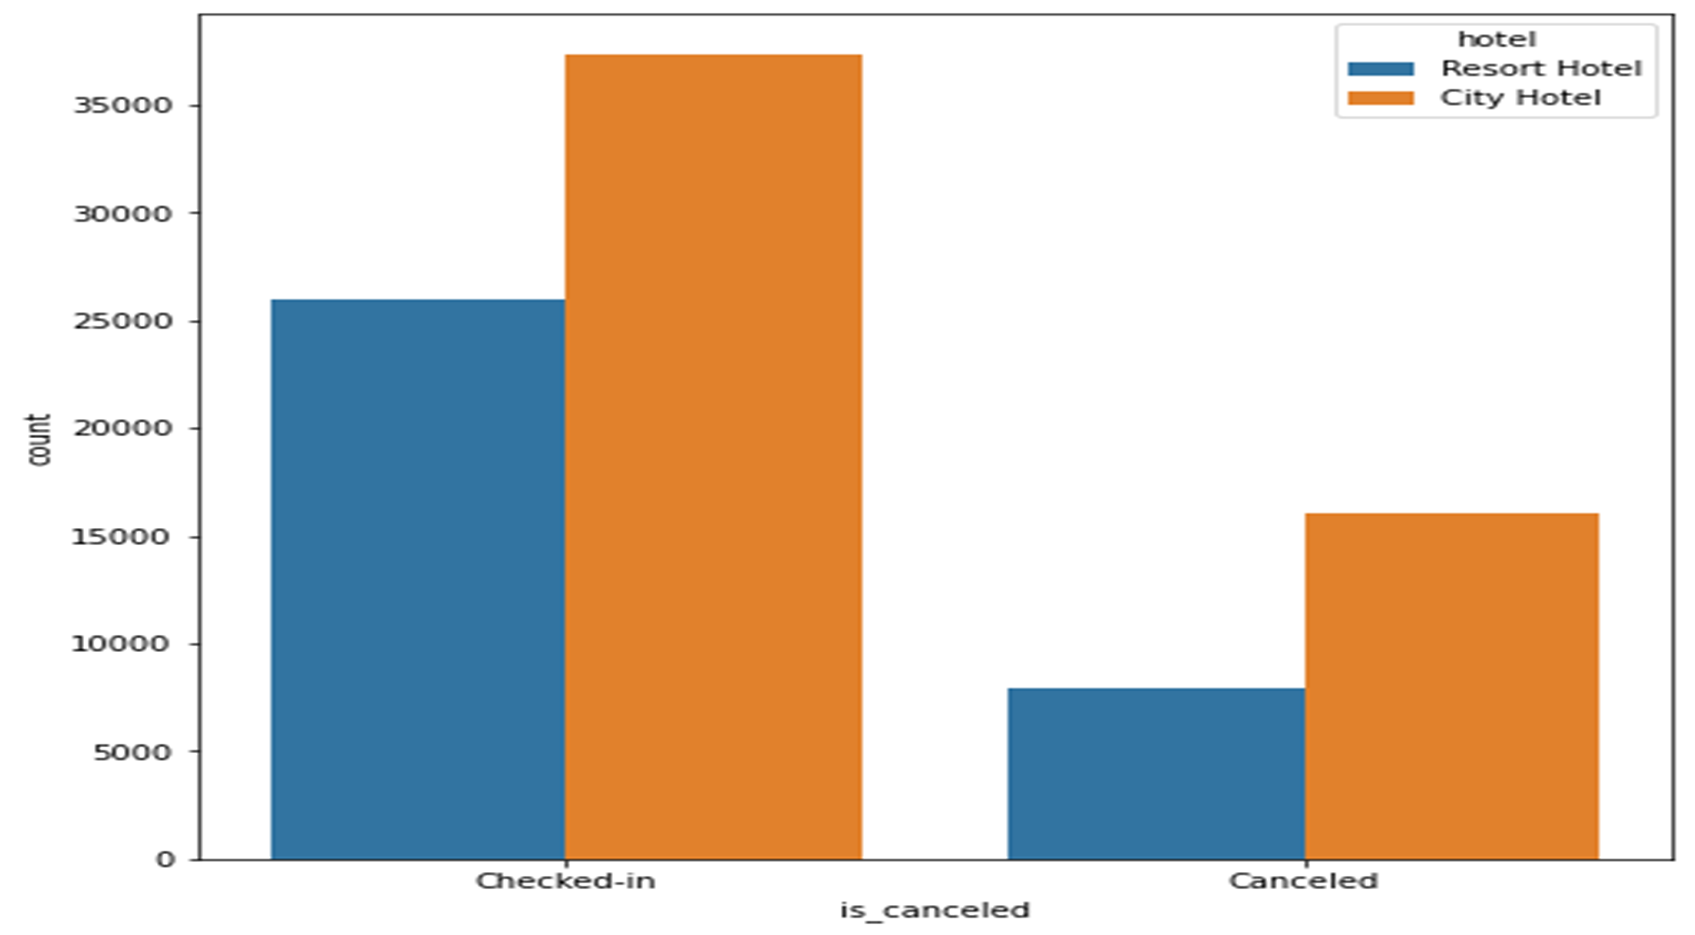 hotel
Resort Hotel
City Hotel
35000
30000
25000
20000
15000
10000
5000
0
count
Checked-in
Canceled
is_canceled